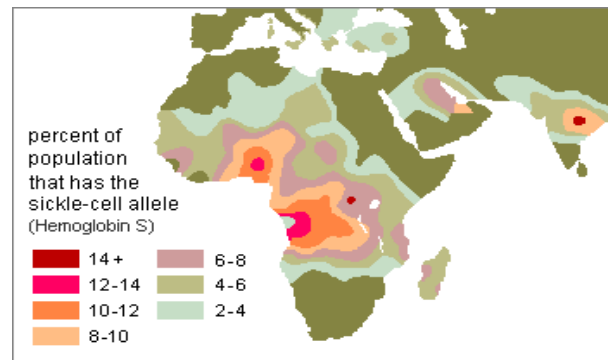 percent of
population
that has the
sickle-cell allele
(Hemoglobin S)
14+ 6-8
12-14 4-6
10-12 2-4
8-10